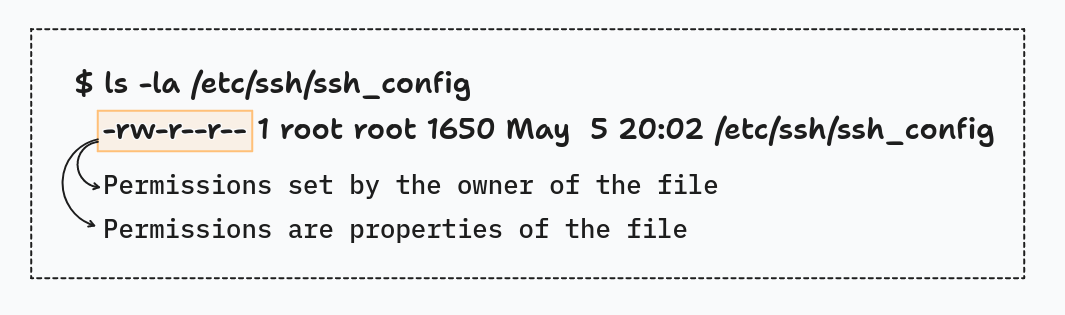 $ ls -la /etc/ssh/ssh_config
-rw-r--r-- 1 root root 1650 May  5 20:02 /etc/ssh/ssh_config
Permissions set by the owner of the file
Permissions are properties of the file